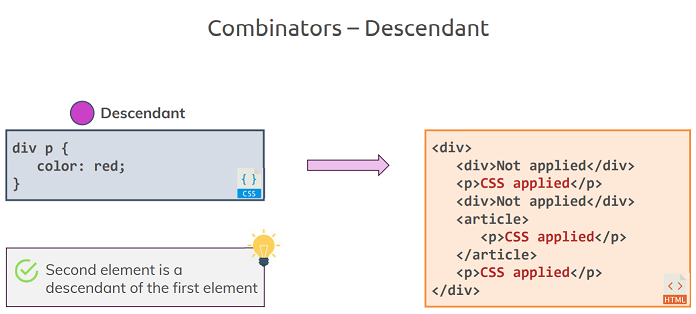 Combinators – Descendant
Descendant
div p {
color: red;
}
CSS
Second element is a
descendant of the first element
<div>
<div>Not applied</div>
<p>CSS applied</p>
<div>Not applied</div>
<article>
<p>CSS applied</p>
</article>
<p>CSS applied</p>
</div>
HTML